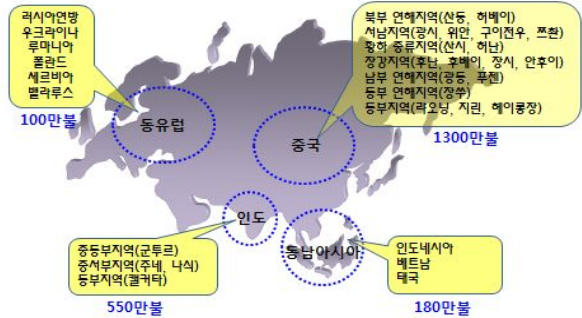 러시아연방
우크라이나
루마니아
폴란드
세르비아
벨라루스
100만불
동유럽
북부 연해지역(산둥, 허베이)
서남지역(광시, 위안, 구이전우, 쯔촨)
황하 중류지역(산시, 허난)
장강지역(후난, 후베이, 장시, 안후이)
남부 연해지역(광둥, 푸젠)
동부 연해지역(장쑤)
동부지역(랴오닝, 지린, 헤이룽장)
1300만불
중국
인도
중동부지역(군투르)
중서부지역(주네, 나식)
동부지역(캘커타)
550만불
동남아시아
인도네시아
베트남
태국
180만불